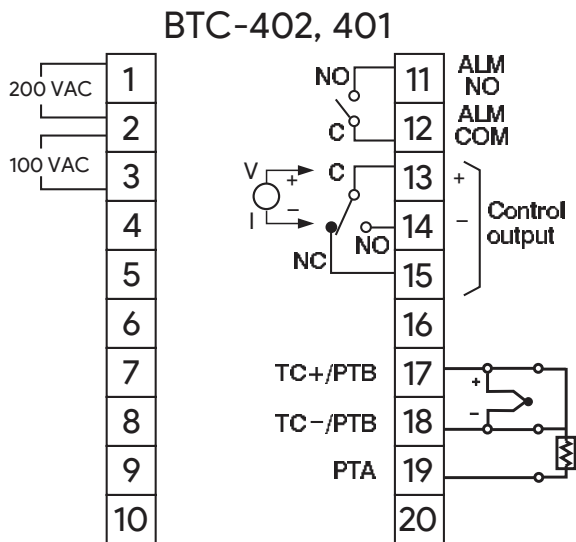 BTC-402, 401
200 VAC
100 VAC
1
2
3
4
5
6
7
8
9
10
NO
C
11
ALM
NO
12
ALM
COM
V
+
−
I
C
NO
NC
13
+
14
−
Control
output
15
16
TC+/PTB
17
+
TC−/PTB
18
−
PTA
19
20